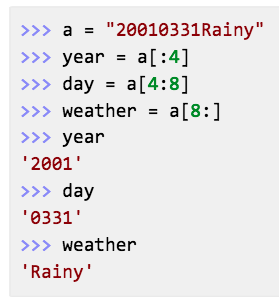 >>> a = "20010331Rainy"
>>> year = a[:4]
>>> day = a[4:8]
>>> weather = a[8:]
>>> year
'2001'
>>> day
'0331'
>>> weather
'Rainy'